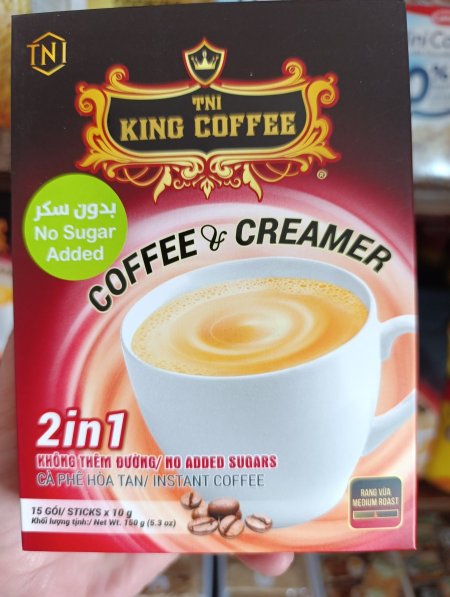 TNI
TNI
KING COFFEE
®
بدون سكر
No Sugar
Added
COFFEE & CREAMER
2in1
KHÔNG THÊM ĐƯỜNG/ NO ADDED SUGARS
CÀ PHÊ HÒA TAN/ INSTANT COFFEE
15 GÓI/ STICKS x 10g
Khối lượng tịnh:/ Net Wt. 150 g (5.3 oz)
RANG VỪA
MEDIUM ROAST
%